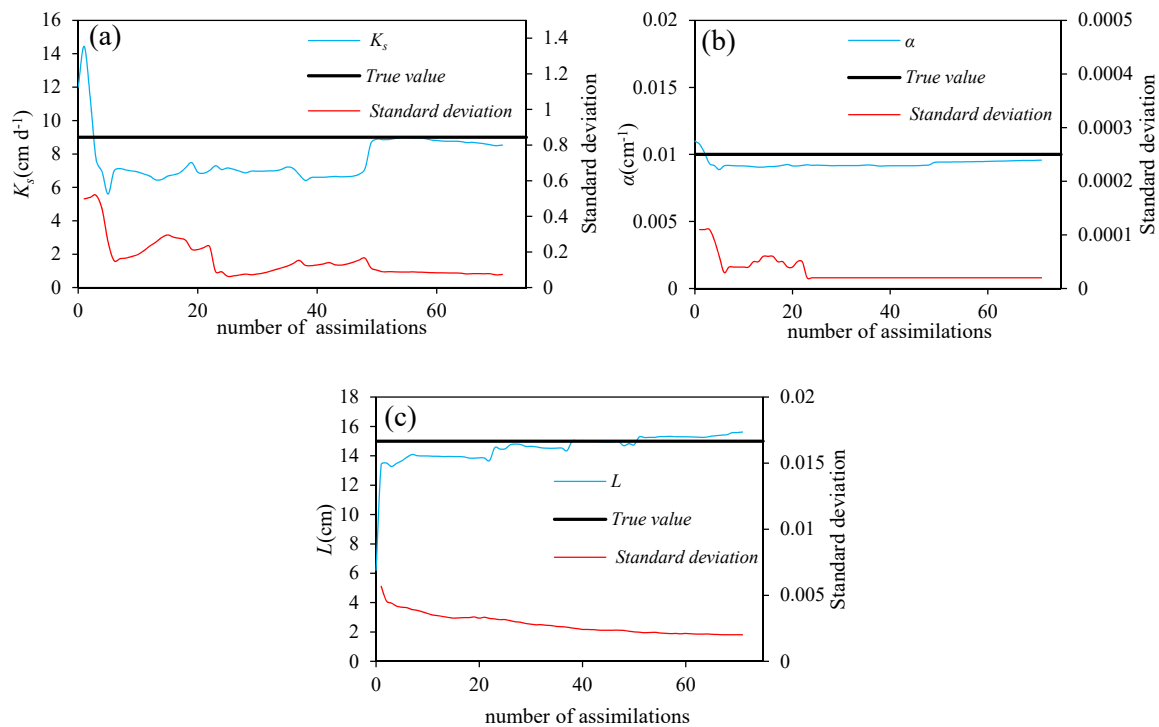 (a)
K_s
True value
Standard deviation
16
14
12
10
8
6
4
2
0
K_s(cm d-1)
1.4
1.2
1
0.8
0.6
0.4
0.2
0
Standard deviation
0
20
40
60
number of assimilations
(b)
α
True value
Standard deviation
0.02
0.015
0.01
0.005
0
α(cm-1)
0.0005
0.0004
0.0003
0.0002
0.0001
0
Standard deviation
0
20
40
60
number of assimilations
(c)
L
True value
Standard deviation
18
16
14
12
10
8
6
4
2
0
L(cm)
0.02
0.015
0.01
0.005
0
Standard deviation
0
20
40
60
number of assimilations